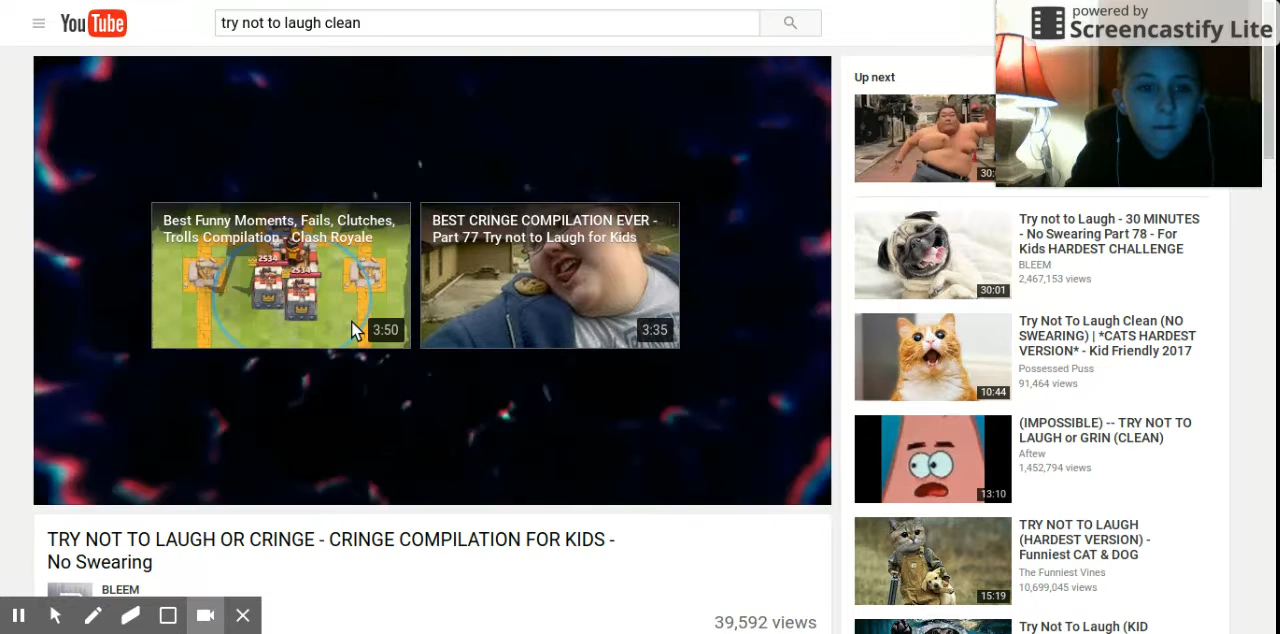 YouTube
try not to laugh clean
powered by
Screencastify Lite
Best Funny Moments, Fails, Clutches,
Trolls Compilation - Clash Royale
2534
2534
3:50
BEST CRINGE COMPILATION EVER -
Part 77 Try not to Laugh for Kids
3:35
TRY NOT TO LAUGH OR CRINGE - CRINGE COMPILATION FOR KIDS -
No Swearing
BLEEM
39,592 views
Up next
30:
Try not to Laugh - 30 MINUTES
- No Swearing Part 78 - For
Kids HARDEST CHALLENGE
BLEEM
2,467,153 views
30:01
Try Not To Laugh Clean (NO
SWEARING) | *CATS HARDEST
VERSION* - Kid Friendly 2017
Possessed Puss
91,464 views
10:44
(IMPOSSIBLE) -- TRY NOT TO
LAUGH or GRIN (CLEAN)
Aftew
1,452,794 views
13:10
TRY NOT TO LAUGH
(HARDEST VERSION) -
Funniest CAT & DOG
The Funniest Vines
10,699,045 views
15:19
Try Not To Laugh (KID